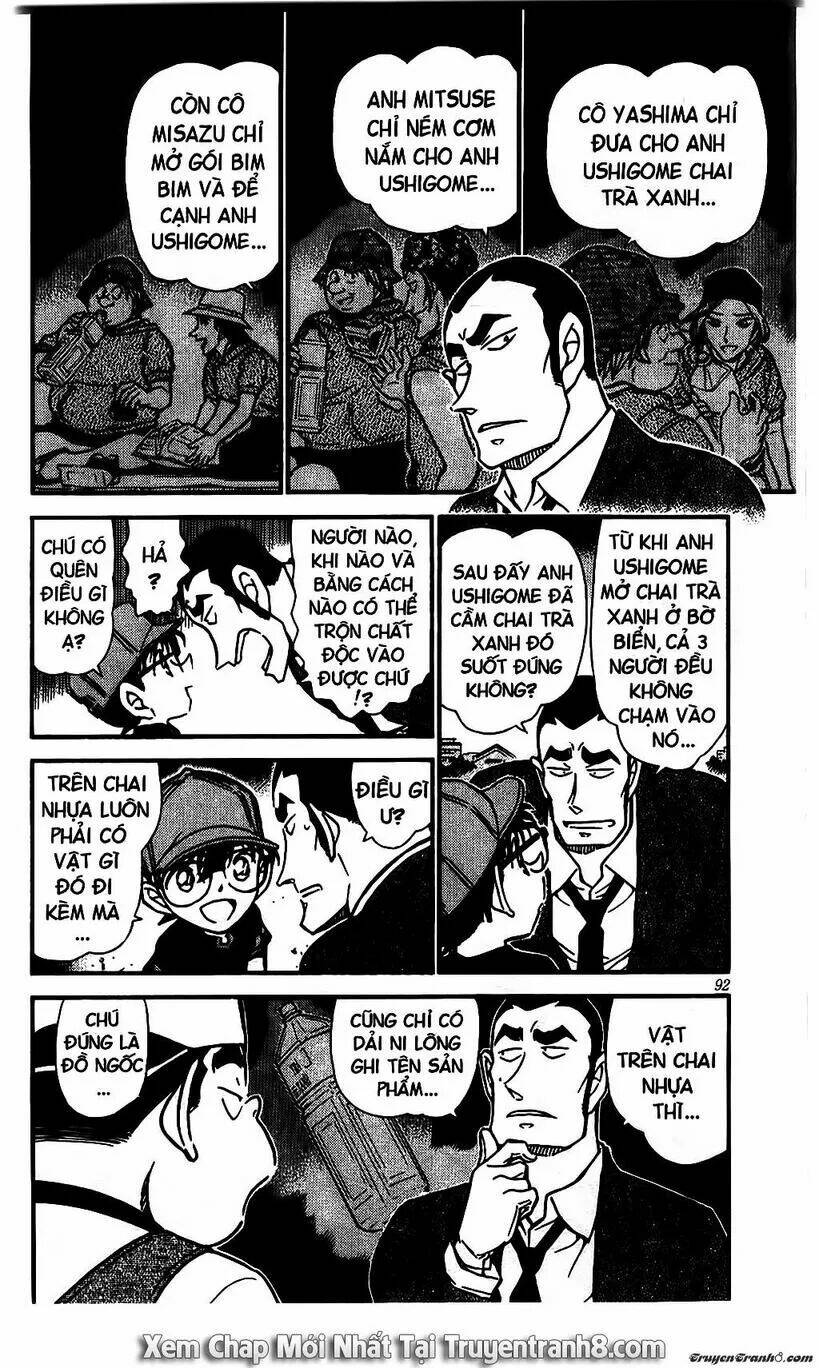 CÔ YASHIMA CHỈ
ĐƯA CHO ANH
USHIGOME CHAI
TRÀ XANH...
ANH MITSUSE
CHỈ NÉM CƠM
NẮM CHO ANH
USHIGOME...
CÒN CÔ
MISAZU CHỈ
MỞ GÓI BIM
BIM VÀ ĐỂ
CẠNH ANH
USHIGOME...
TỪ KHI ANH
USHIGOME
MỞ CHAI TRÀ
XANH Ở BỜ
BIỂN, CẢ 3
NGƯỜI ĐỀU
KHÔNG
CHẠM VÀO
NÓ...
SAU ĐẤY ANH
USHIGOME ĐÃ
CẦM CHAI TRÀ
XANH ĐÓ
SUỐT ĐÚNG
KHÔNG?
NGƯỜI NÀO,
KHI NÀO VÀ
BẰNG CÁCH
NÀO CÓ THỂ
TRỘN CHẤT
ĐỘC VÀO
ĐƯỢC CHỨ
!?
HẢ
?
CHÚ CÓ
QUÊN
ĐIỀU GÌ
KHÔNG
Ạ?
ĐIỀU GÌ
Ư?
TRÊN CHAI
NHỰA LUÔN
PHẢI CÓ
VẬT GÌ
ĐÓ ĐI
KÈM MÀ
...
92
VẬT
TRÊN CHAI
NHỰA
THÌ...
CŨNG CHỈ CÓ
DẢI NI LÔNG
GHI TÊN SẢN
PHẨM...
CHÚ
ĐÚNG LÀ
ĐỒ NGỐC
...
Xem Chap Mới Nhất Tại Truyentranh8.com
TruyenTranh8.com